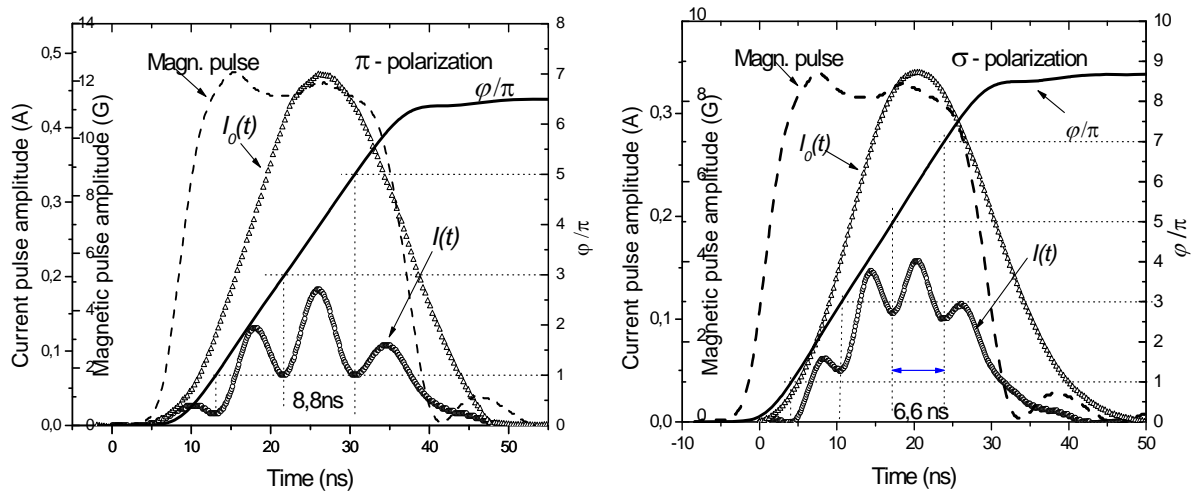 Current pulse amplitude (A)
0,5
0,4
0,3
0,2
0,1
0,0
Magnetic pulse amplitude (G)
14
12
10
8
6
4
2
0
Magn. pulse
π - polarization
φ/π
I₀(t)
I(t)
8,8ns
8
7
6
5
4
3
2
1
0
φ/π
0 10 20 30 40 50
Time (ns)
Current pulse amplitude (A)
0,3
0,2
0,1
0,0
Magnetic pulse amplitude (G)
10
8
6
4
2
0
Magn. pulse
σ - polarization
φ/π
I₀(t)
I(t)
6,6 ns
10
9
8
7
6
5
4
3
2
1
0
φ/π
-10 0 10 20 30 40 50
Time (ns)